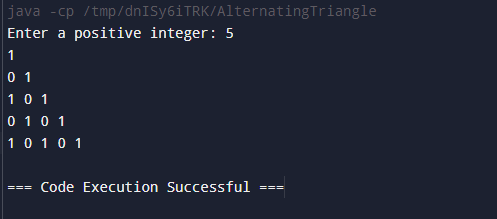 java -cp /tmp/dnISy6iTRK/AlternatingTriangle
Enter a positive integer: 5
1
0 1
1 0 1
0 1 0 1
1 0 1 0 1
=== Code Execution Successful ===